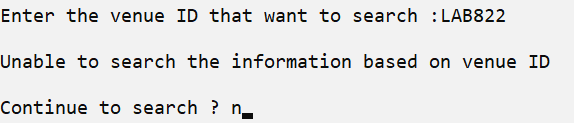 Enter the venue ID that want to search :LAB822
Unable to search the information based on venue ID
Continue to search ? n